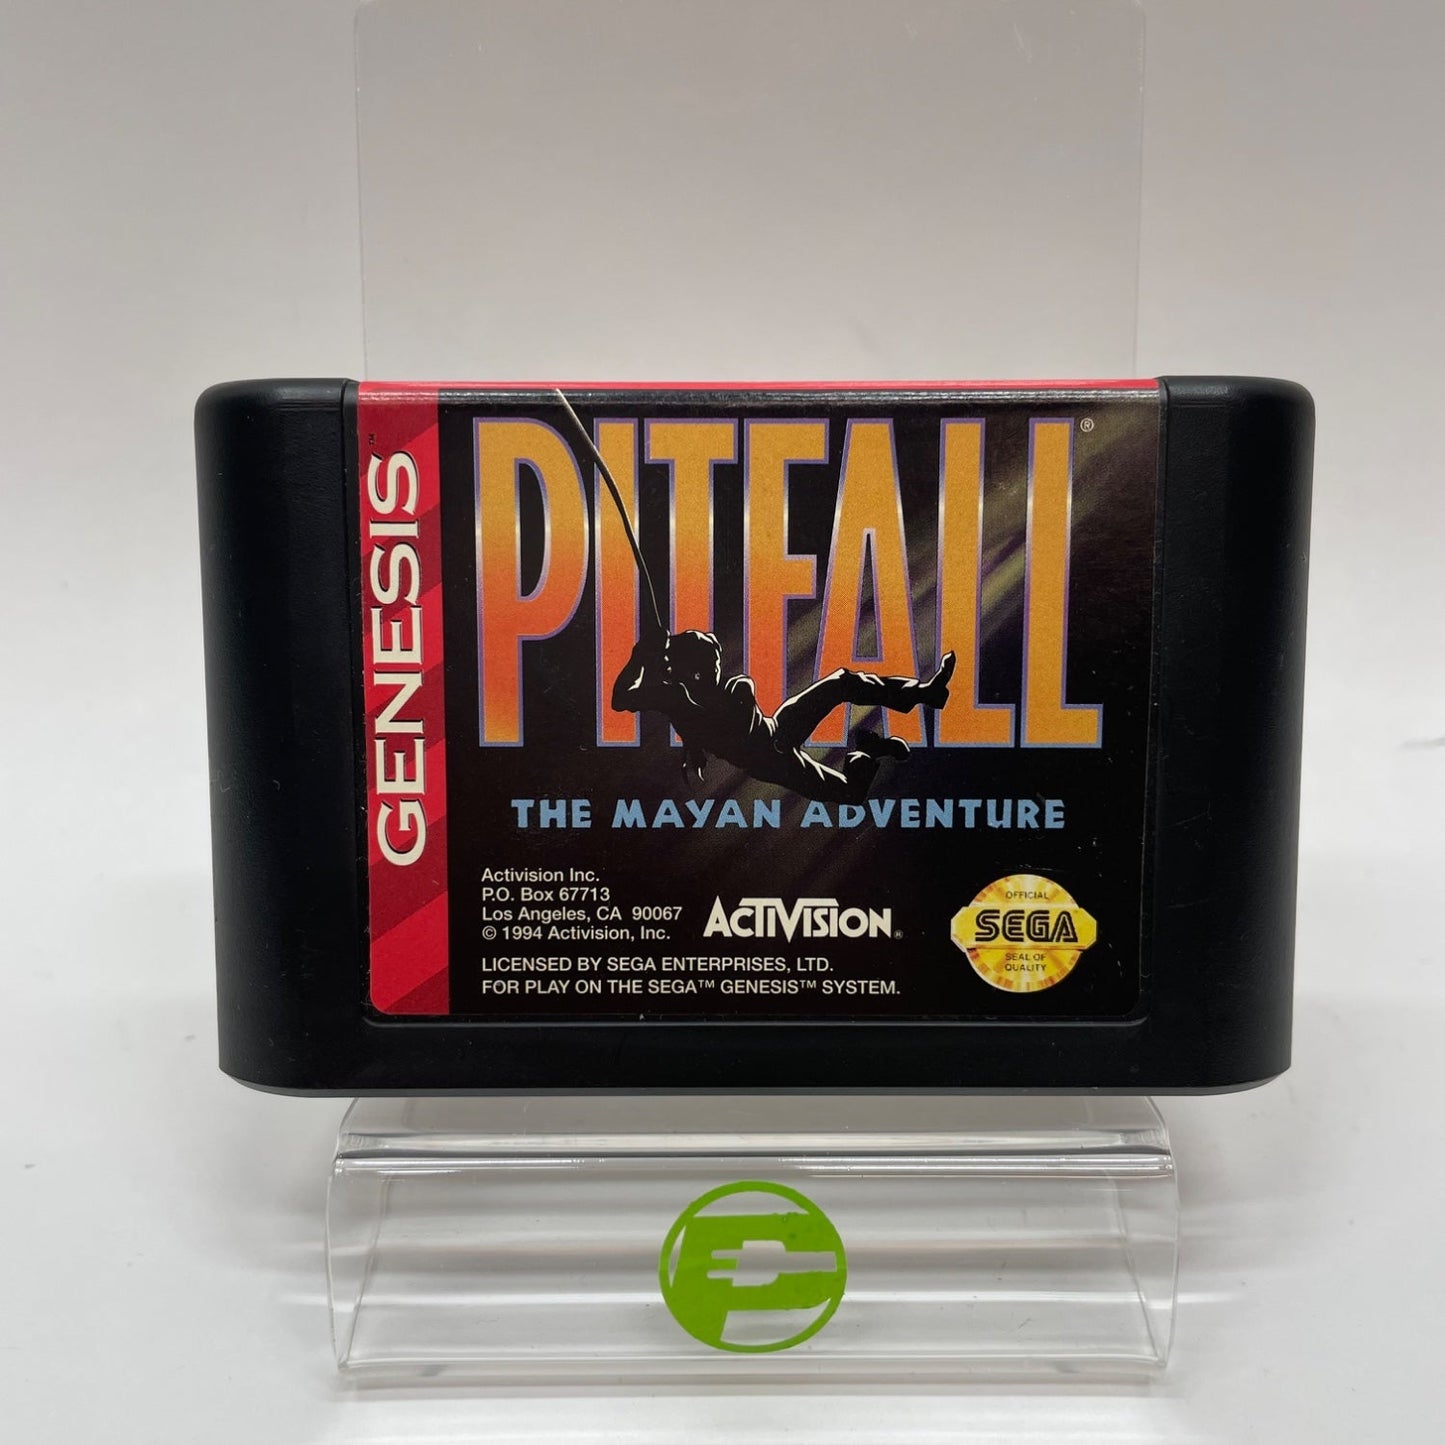 GENESIS™
PITFALL®
THE MAYAN ADVENTURE
Activision Inc.
P.O. Box 67713
Los Angeles, CA 90067
© 1994 Activision, Inc.
ACTIVISION®
LICENSED BY SEGA ENTERPRISES, LTD.
FOR PLAY ON THE SEGA™ GENESIS™ SYSTEM.
OFFICIAL
SEGA
SEAL OF
QUALITY